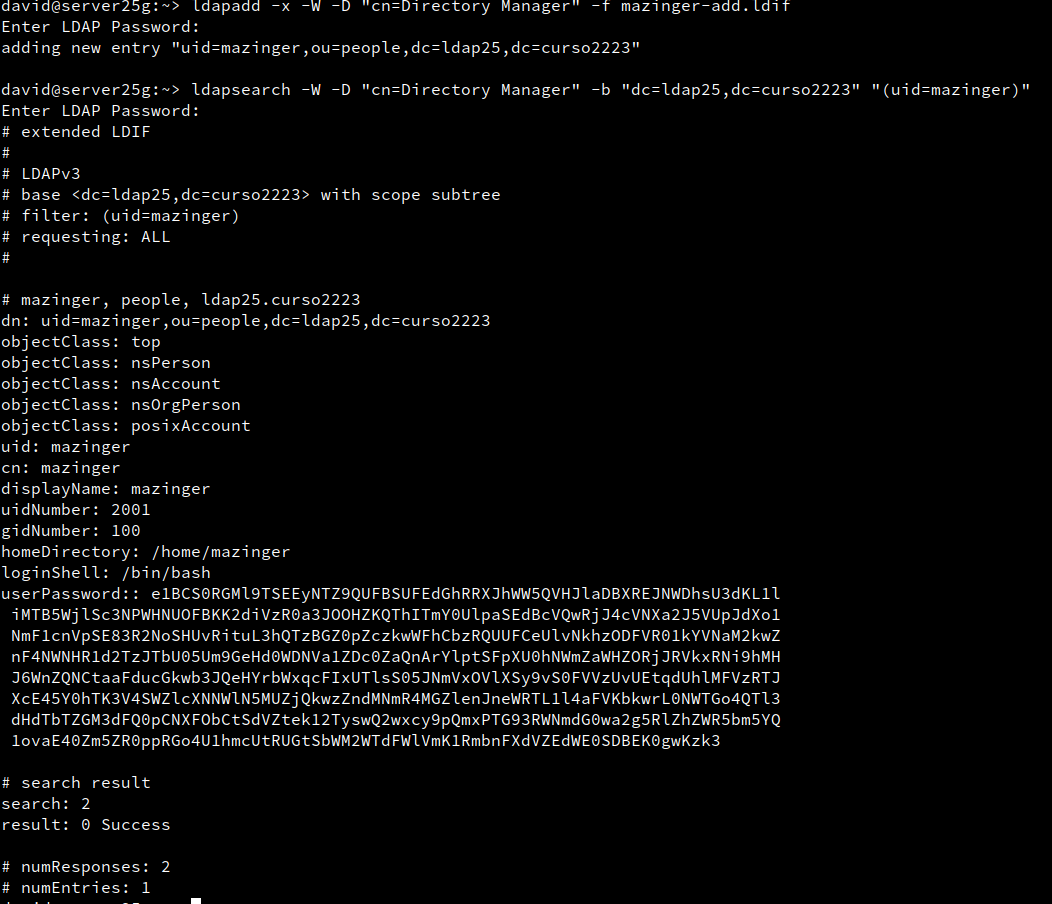 david@server25g:~> ldapadd -x -W -D "cn=Directory Manager" -f mazinger-add.ldif
Enter LDAP Password:
adding new entry "uid=mazinger,ou=people,dc=ldap25,dc=curso2223"
david@server25g:~> ldapsearch -W -D "cn=Directory Manager" -b "dc=ldap25,dc=curso2223" "(uid=mazinger)"
Enter LDAP Password:
# extended LDIF
#
# LDAPv3
# base <dc=ldap25,dc=curso2223> with scope subtree
# filter: (uid=mazinger)
# requesting: ALL
#
# mazinger, people, ldap25.curso2223
dn: uid=mazinger,ou=people,dc=ldap25,dc=curso2223
objectClass: top
objectClass: nsPerson
objectClass: nsAccount
objectClass: nsOrgPerson
objectClass: posixAccount
uid: mazinger
cn: mazinger
displayName: mazinger
uidNumber: 2001
gidNumber: 100
homeDirectory: /home/mazinger
loginShell: /bin/bash
userPassword:: e1BCS0RGMl9TSEEyNTZ9QUFBSUFEdGhRRXJhWW5QVHJlaDBXREJNWDhsU3dKL1l
iMTB5WjlSc3NPWHNUOFBKK2diVzR0a3JOOHZKQThITmY0UlpaSEdBcVQwRjJ4cVNXa2J5VUpJdXo1
NmF1cnVpSE83R2NoSHUvRituL3hQTzBGZ0pZczkwWFhCbzRQUUFCeUlvNkhzODFVR01kYVNaM2kwZ
nF4NWNHR1d2TzJTbU05Um9GeHd0WDNVa1ZDc0ZaQnArYlptSFpXU0hNWmZaWHZORjJRVkxRNi9hMH
J6WnZQNCtaaFducGkwb3JQeHYrbWxqcFIxUTlsS05JNmVxOVlXSy9vS0FVVzUvUEtqdUhlMFVzRTJ
XcE45Y0hTK3V4SWZlcXNNWlN5MUZjQkwzZndMNmR4MGZlenJneWRTL1l4aFVKbkwrL0NWTGo4QTl3
dHdTbTZGM3dFQ0pCNXFObCtSdVZtek12TyswQ2wxcy9pQmxPTG93RWNmdG0wa2g5RlZhZWR5bm5YQ
1ovaE40Zm5ZR0ppRGo4U1hmcUtRUGtSbWM2WTdFWlVmK1RmbnFXdVZEdWE0SDBEK0gwKzk3
# search result
search: 2
result: 0 Success
# numResponses: 2
# numEntries: 1